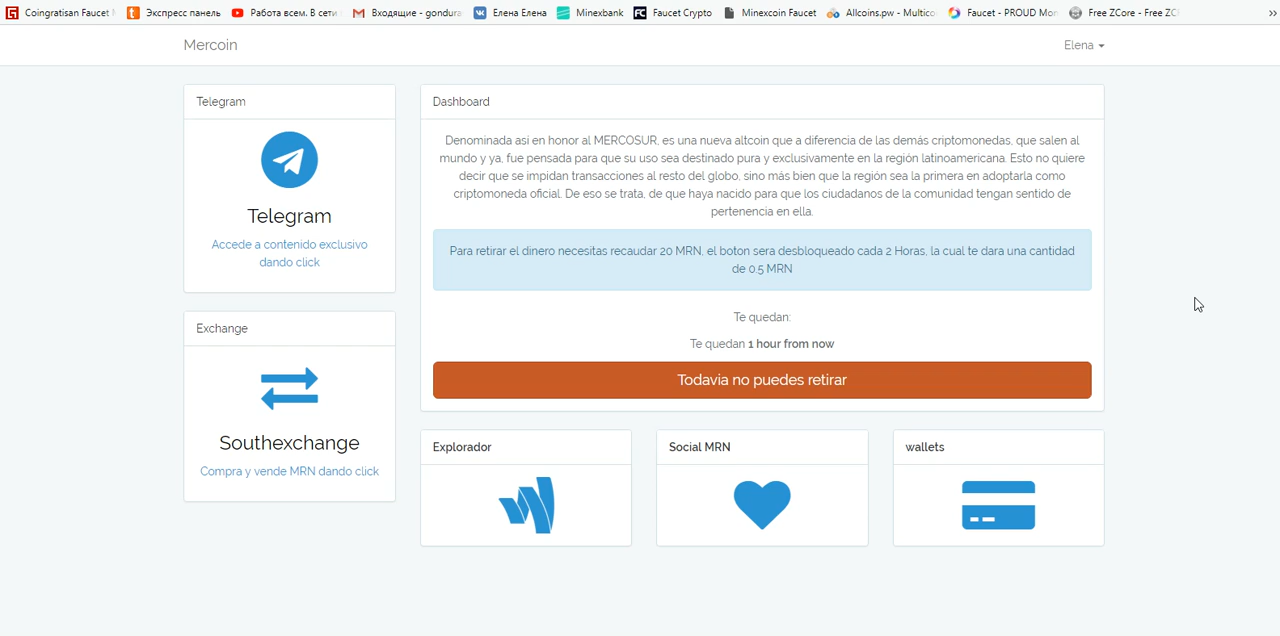 Coingratisan Faucet
Экспресс панель
Работа всем. В сети
Входящие - gondura
Елена Елена
Minexbank
Faucet Crypto
Minexcoin Faucet
Allcoins.pw - Multico
Faucet - PROUD Mon
Free ZCore - Free ZC
»
Mercoin
Elena
Telegram
Telegram
Accede a contenido exclusivo
dando click
Exchange
Southexchange
Compra y vende MRN dando click
Dashboard
Denominada así en honor al MERCOSUR, es una nueva altcoin que a diferencia de las demás criptomonedas, que salen al
mundo y ya, fue pensada para que su uso sea destinado pura y exclusivamente en la región latinoamericana. Esto no quiere
decir que se impidan transacciones al resto del globo, sino más bien que la región sea la primera en adoptarla como
criptomoneda oficial. De eso se trata, de que haya nacido para que los ciudadanos de la comunidad tengan sentido de
pertenencia en ella.
Para retirar el dinero necesitas recaudar 20 MRN, el boton sera desbloqueado cada 2 Horas, la cual te dara una cantidad
de 0.5 MRN
Te quedan:
Te quedan 1 hour from now
Todavia no puedes retirar
Explorador
Social MRN
wallets